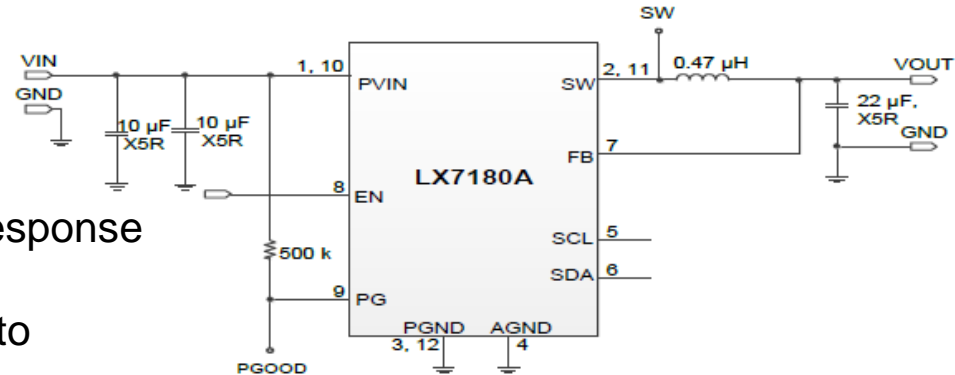 SW
VIN
1, 10
PVIN
SW
2, 11
0.47 µH
VOUT
GND
10 µF
X5R
10 µF
X5R
22 µF,
X5R
GND
FB
7
LX7180A
8
EN
esponse
SCL
5
500 k
SDA
6
9
PG
to
PGND
AGND
3, 12
4
PGOOD